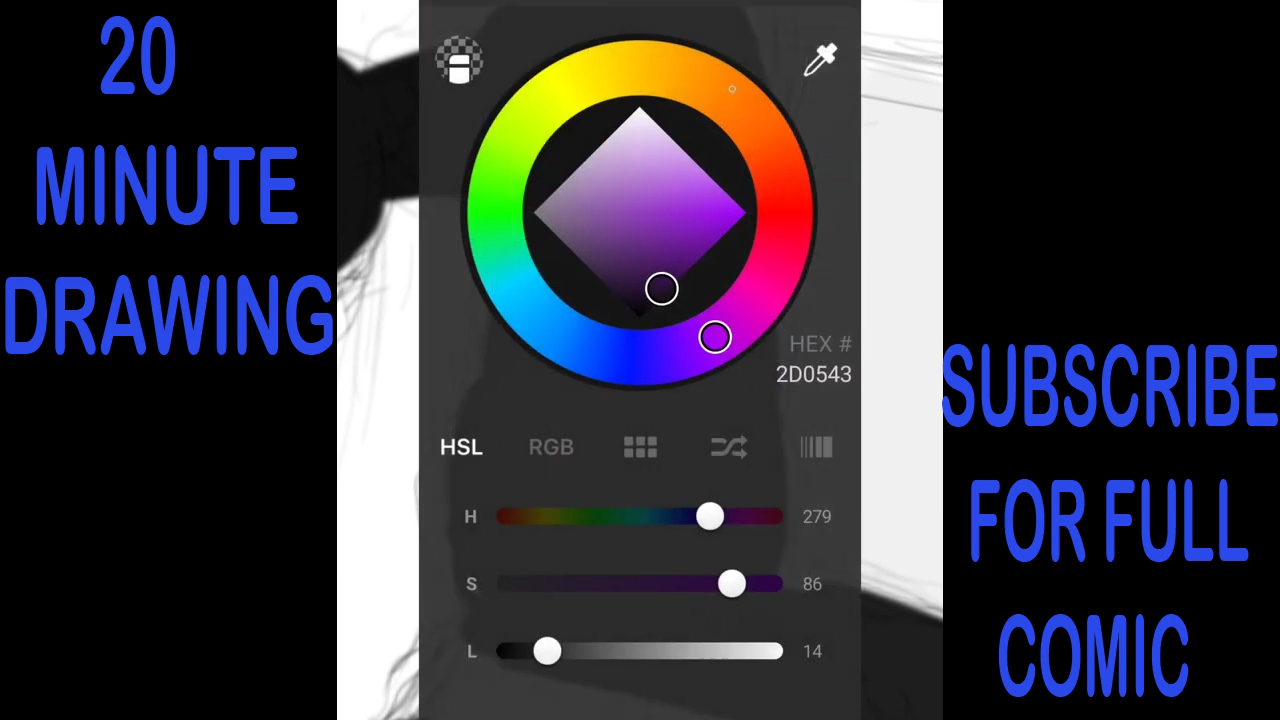 20
MINUTE
DRAWING
HEX #
2D0543
HSL RGB
H 279
S 86
L 14
SUBSCRIBE
FOR FULL
COMIC